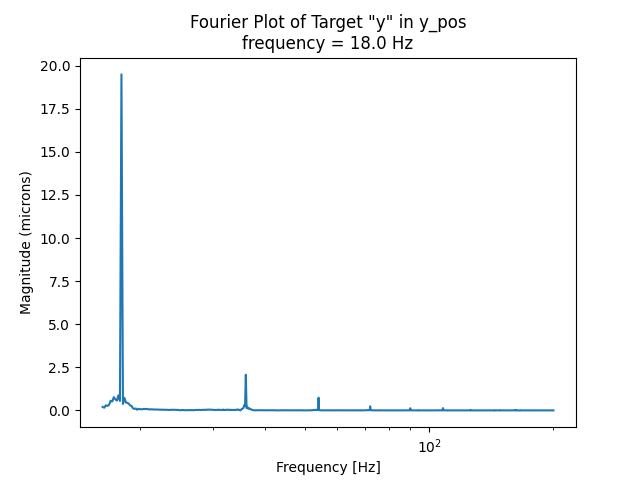 Fourier Plot of Target "y" in y_pos
frequency = 18.0 Hz
20.0
17.5
15.0
12.5
10.0
7.5
5.0
2.5
0.0
Magnitude (microns)
10²
Frequency [Hz]